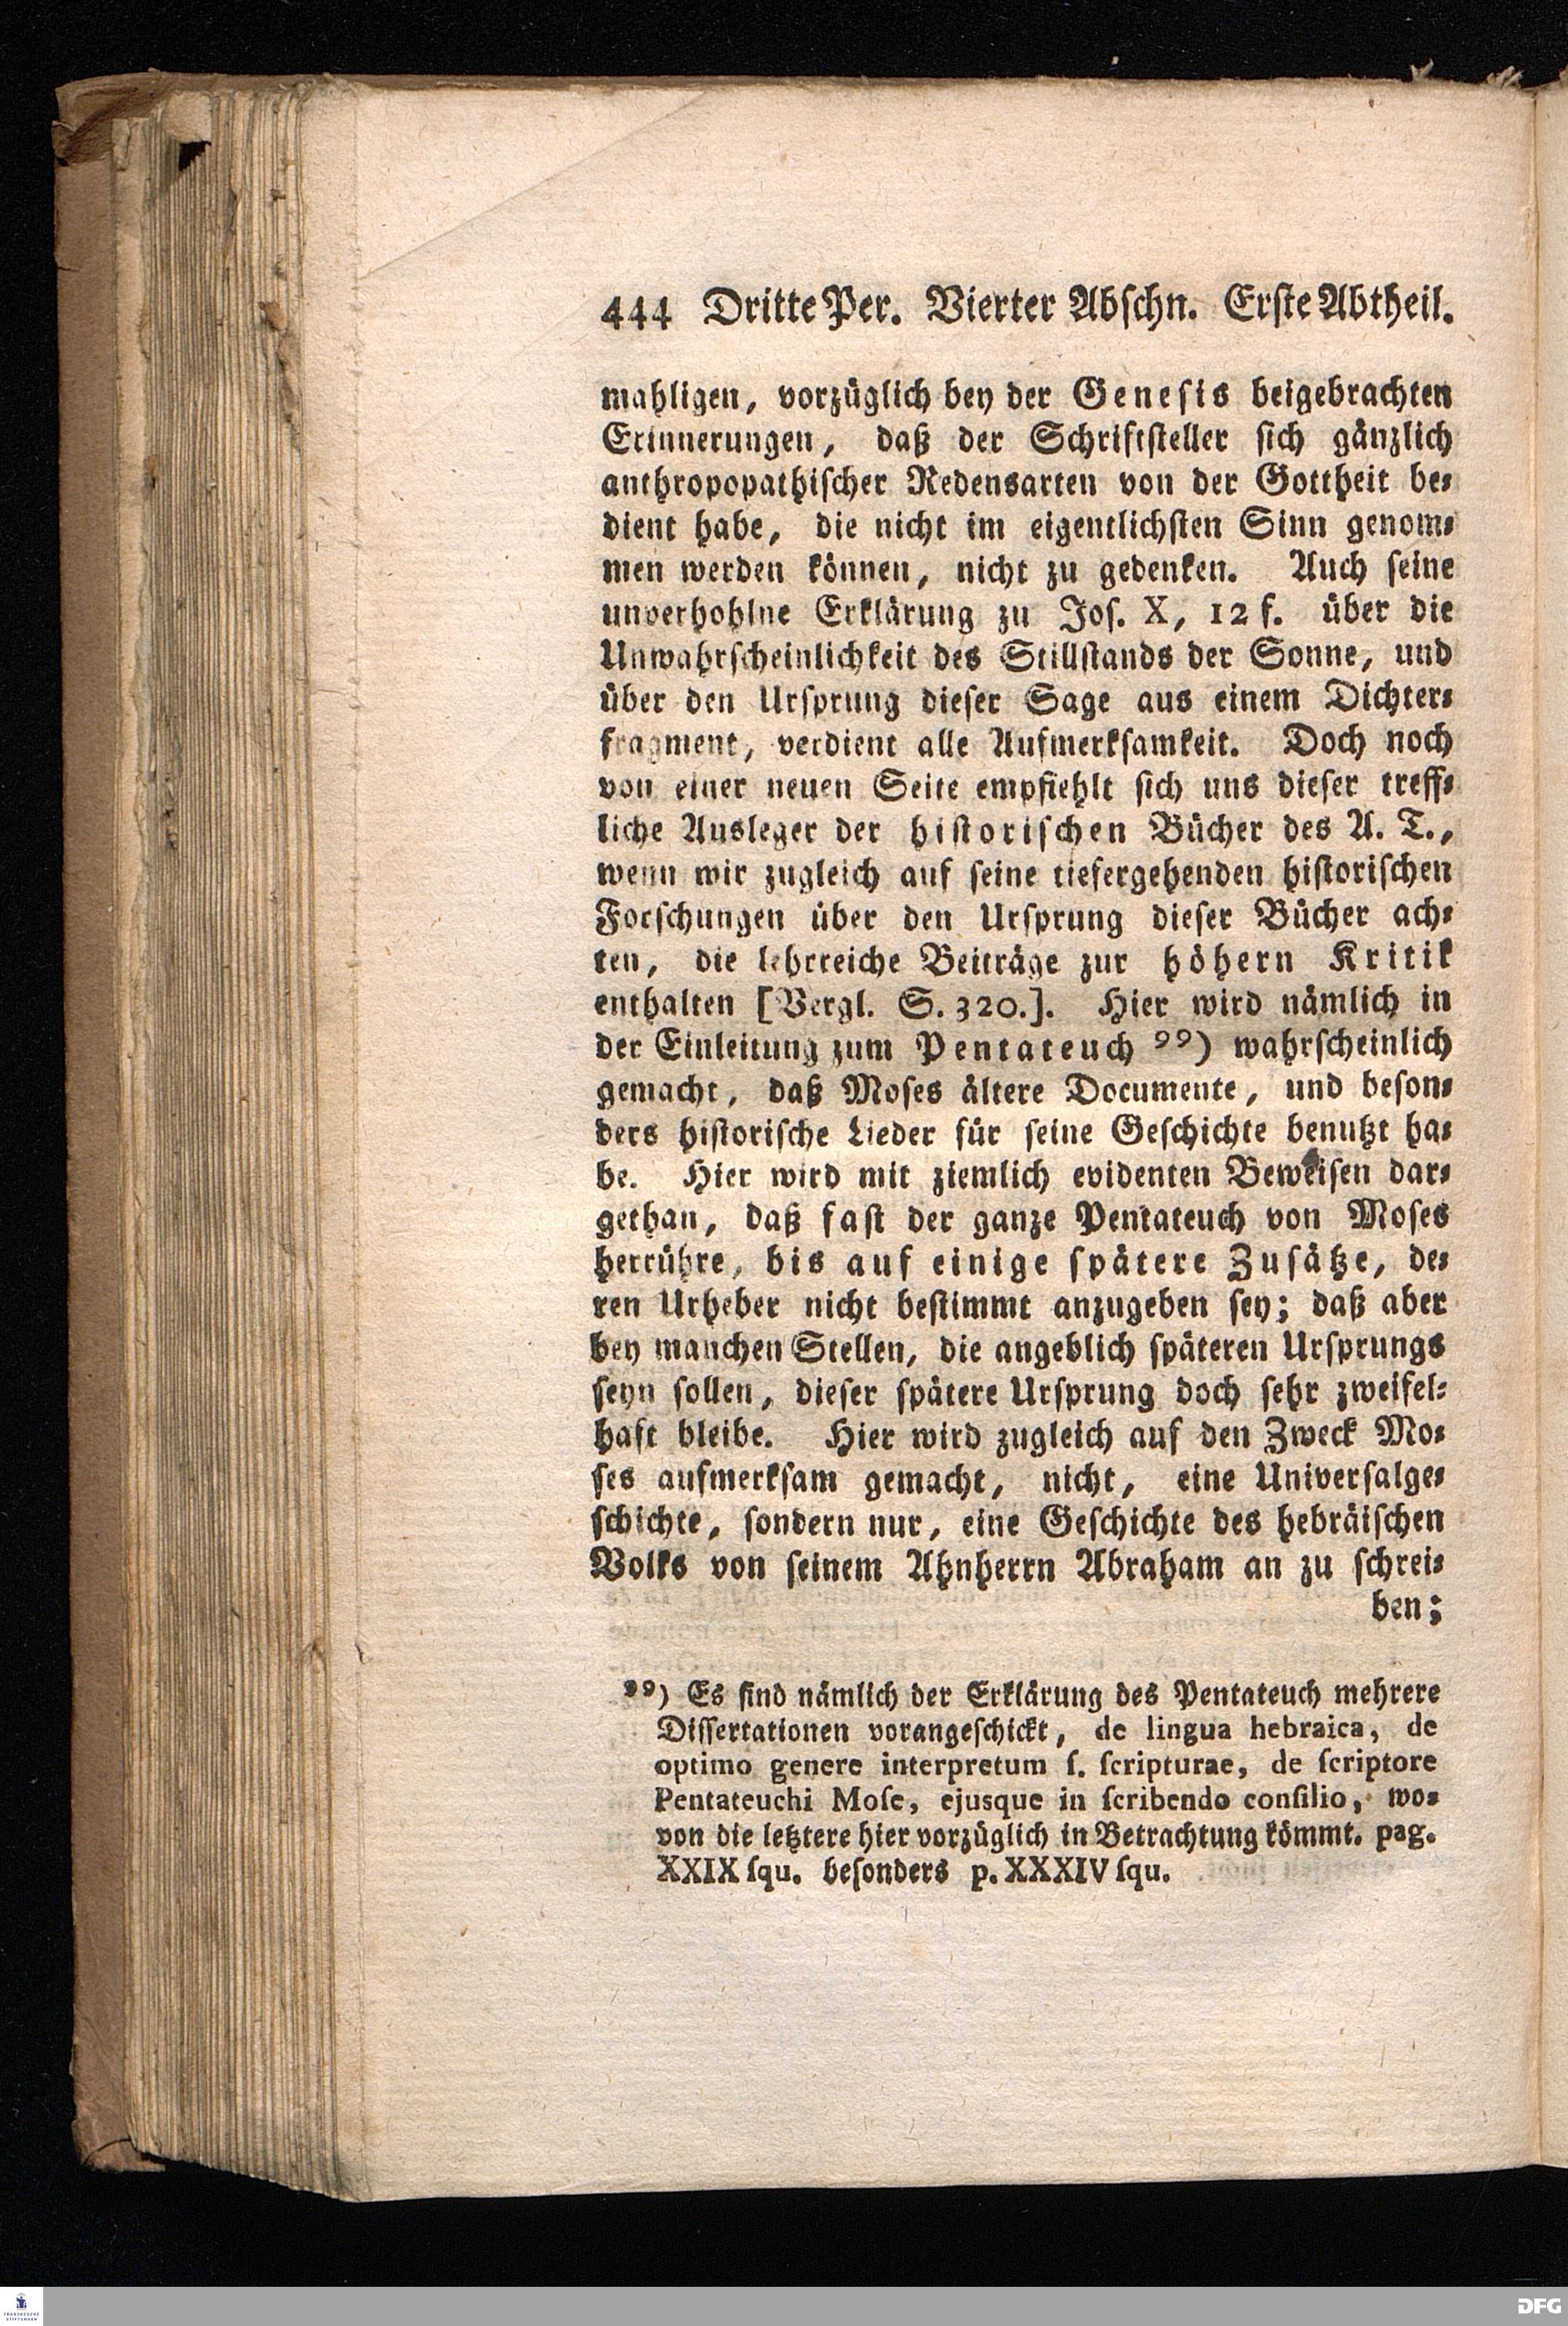 444 Dritte Per. Vierter Abschn. Erste Abtheil.
mahligen, vorzüglich bey der Genesis beigebrachten
Erinnerungen, daß der Schriftsteller sich gänzlich
anthropopathischer Redensarten von der Gottheit be-
dient habe, die nicht im eigentlichsten Sinn genom-
men werden können, nicht zu gedenken. Auch seine
unverhohlne Erklärung zu Jos. X, 12 f. über die
Unwahrscheinlichkeit des Stillstands der Sonne, und
über den Ursprung dieser Sage aus einem Dichter-
fragment, verdient alle Aufmerksamkeit. Doch noch
von einer neuen Seite empfiehlt sich uns dieser treff-
liche Ausleger der historischen Bücher des A. T.,
wenn wir zugleich auf seine tiefergehenden historischen
Forschungen über den Ursprung dieser Bücher ach-
ten, die lehrreiche Beiträge zur höhern Kritik
enthalten [Vergl. S. 320.]. Hier wird nämlich in
der Einleitung zum Pentateuch 99) wahrscheinlich
gemacht, daß Moses ältere Documente, und beson-
ders historische Lieder für seine Geschichte benutzt ha-
be. Hier wird mit ziemlich evidenten Beweisen dar-
gethan, daß fast der ganze Pentateuch von Moses
herrühre, bis auf einige spätere Zusätze, de-
ren Urheber nicht bestimmt anzugeben sey; daß aber
bey manchen Stellen, die angeblich späteren Ursprungs
seyn sollen, dieser spätere Ursprung doch sehr zweifel-
haft bleibe. Hier wird zugleich auf den Zweck Mo-
ses aufmerksam gemacht, nicht, eine Universalge-
schichte, sondern nur, eine Geschichte des hebräischen
Volks von seinem Ahnherrn Abraham an zu schrei-
ben;
99) Es sind nämlich der Erklärung des Pentateuch mehrere
Dissertationen vorangeschickt, de lingua hebraica, de
optimo genere interpretum ſ. ſcripturae, de ſcriptore
Pentateuchi Moſe, ejusque in ſcribendo conſilio, wo-
von die letztere hier vorzüglich in Betrachtung kömmt. pag.
XXIX ſqu. besonders p. XXXIV ſqu.
FRANCKESCHE
STIFTUNGEN
DFG